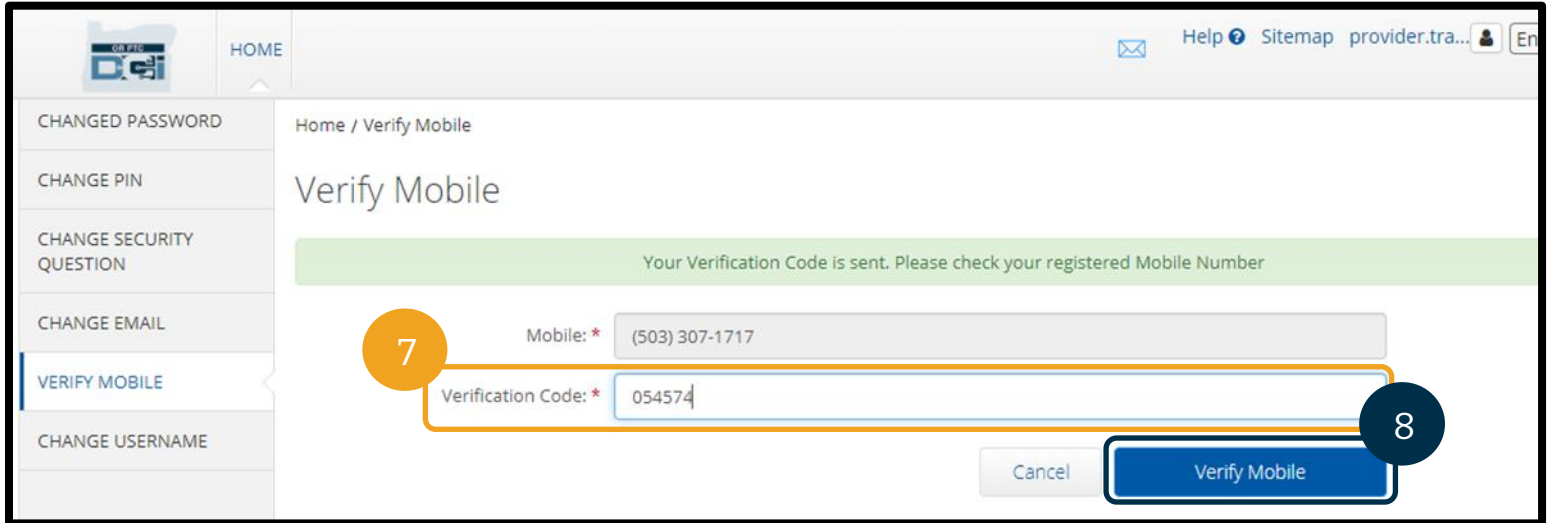 OR PTC
DCi
HOME
Help Sitemap provider.tra... En
CHANGED PASSWORD
CHANGE PIN
CHANGE SECURITY
QUESTION
CHANGE EMAIL
VERIFY MOBILE
CHANGE USERNAME
Home / Verify Mobile
Verify Mobile
Your Verification Code is sent. Please check your registered Mobile Number
7
Mobile: * (503) 307-1717
Verification Code: * 054574
8
Cancel Verify Mobile